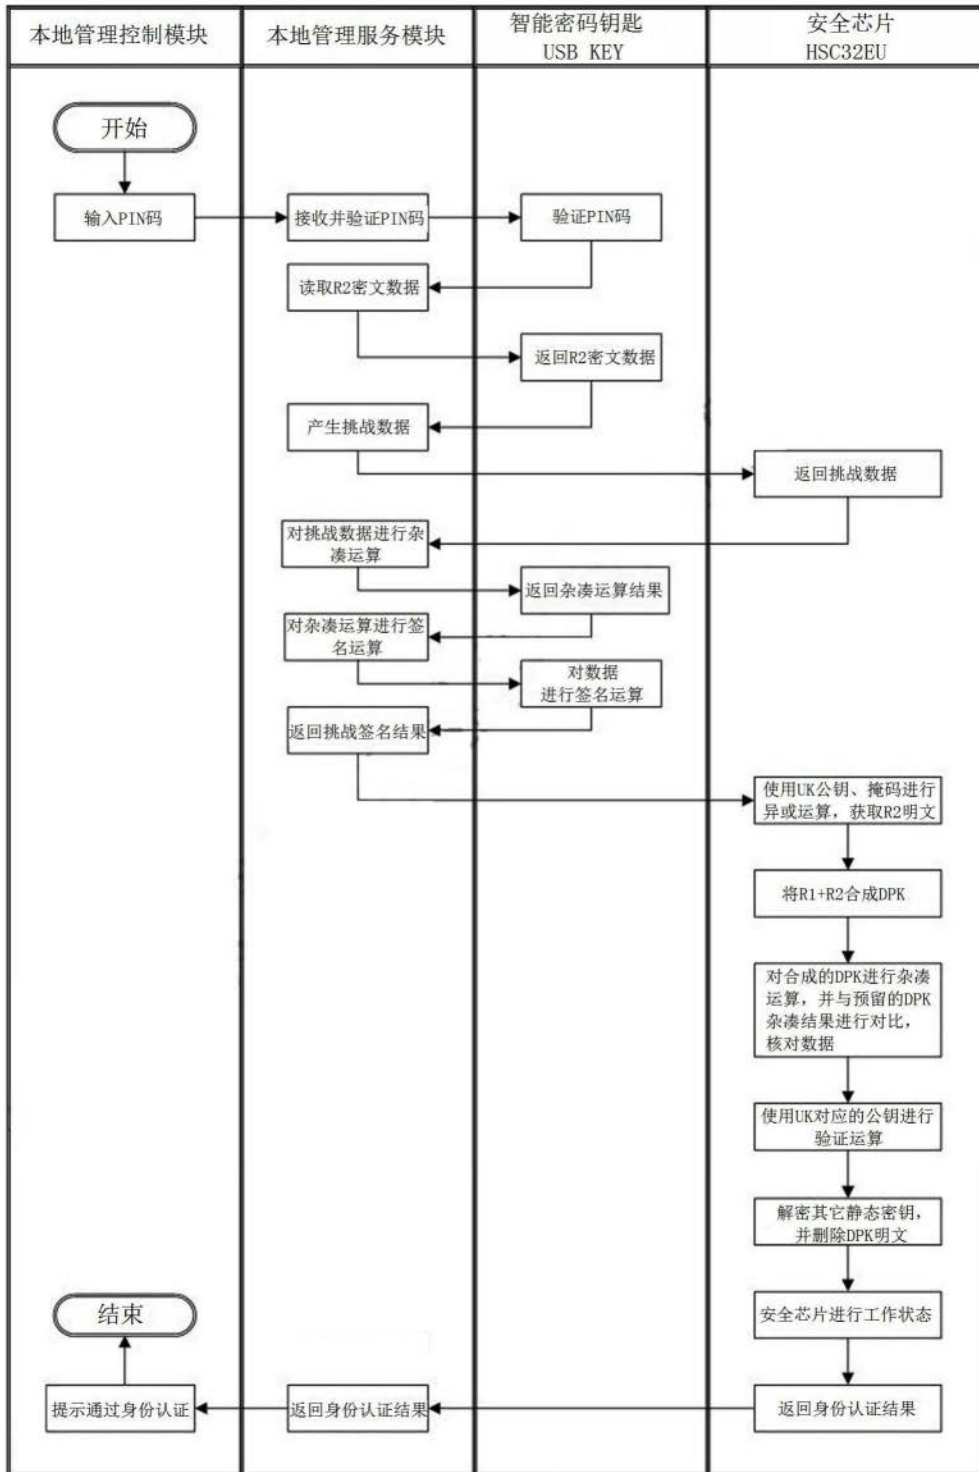 本地管理控制模块
本地管理服务模块
智能密码钥匙
USB KEY
安全芯片
HSC32EU
开始
输入PIN码
接收并验证PIN码
验证PIN码
读取R2密文数据
返回R2密文数据
产生挑战数据
返回挑战数据
对挑战数据进行杂
凑运算
返回杂凑运算结果
对杂凑运算进行签
名运算
对数据
进行签名运算
返回挑战签名结果
使用UK公钥、掩码进行
异或运算，获取R2明文
将R1+R2合成DPK
对合成的DPK进行杂凑
运算，并与预留的DPK
杂凑结果进行对比，
核对数据
使用UK对应的公钥进行
验证运算
解密其它静态密钥，
并删除DPK明文
安全芯片进行工作状态
返回身份认证结果
返回身份认证结果
提示通过身份认证
结束